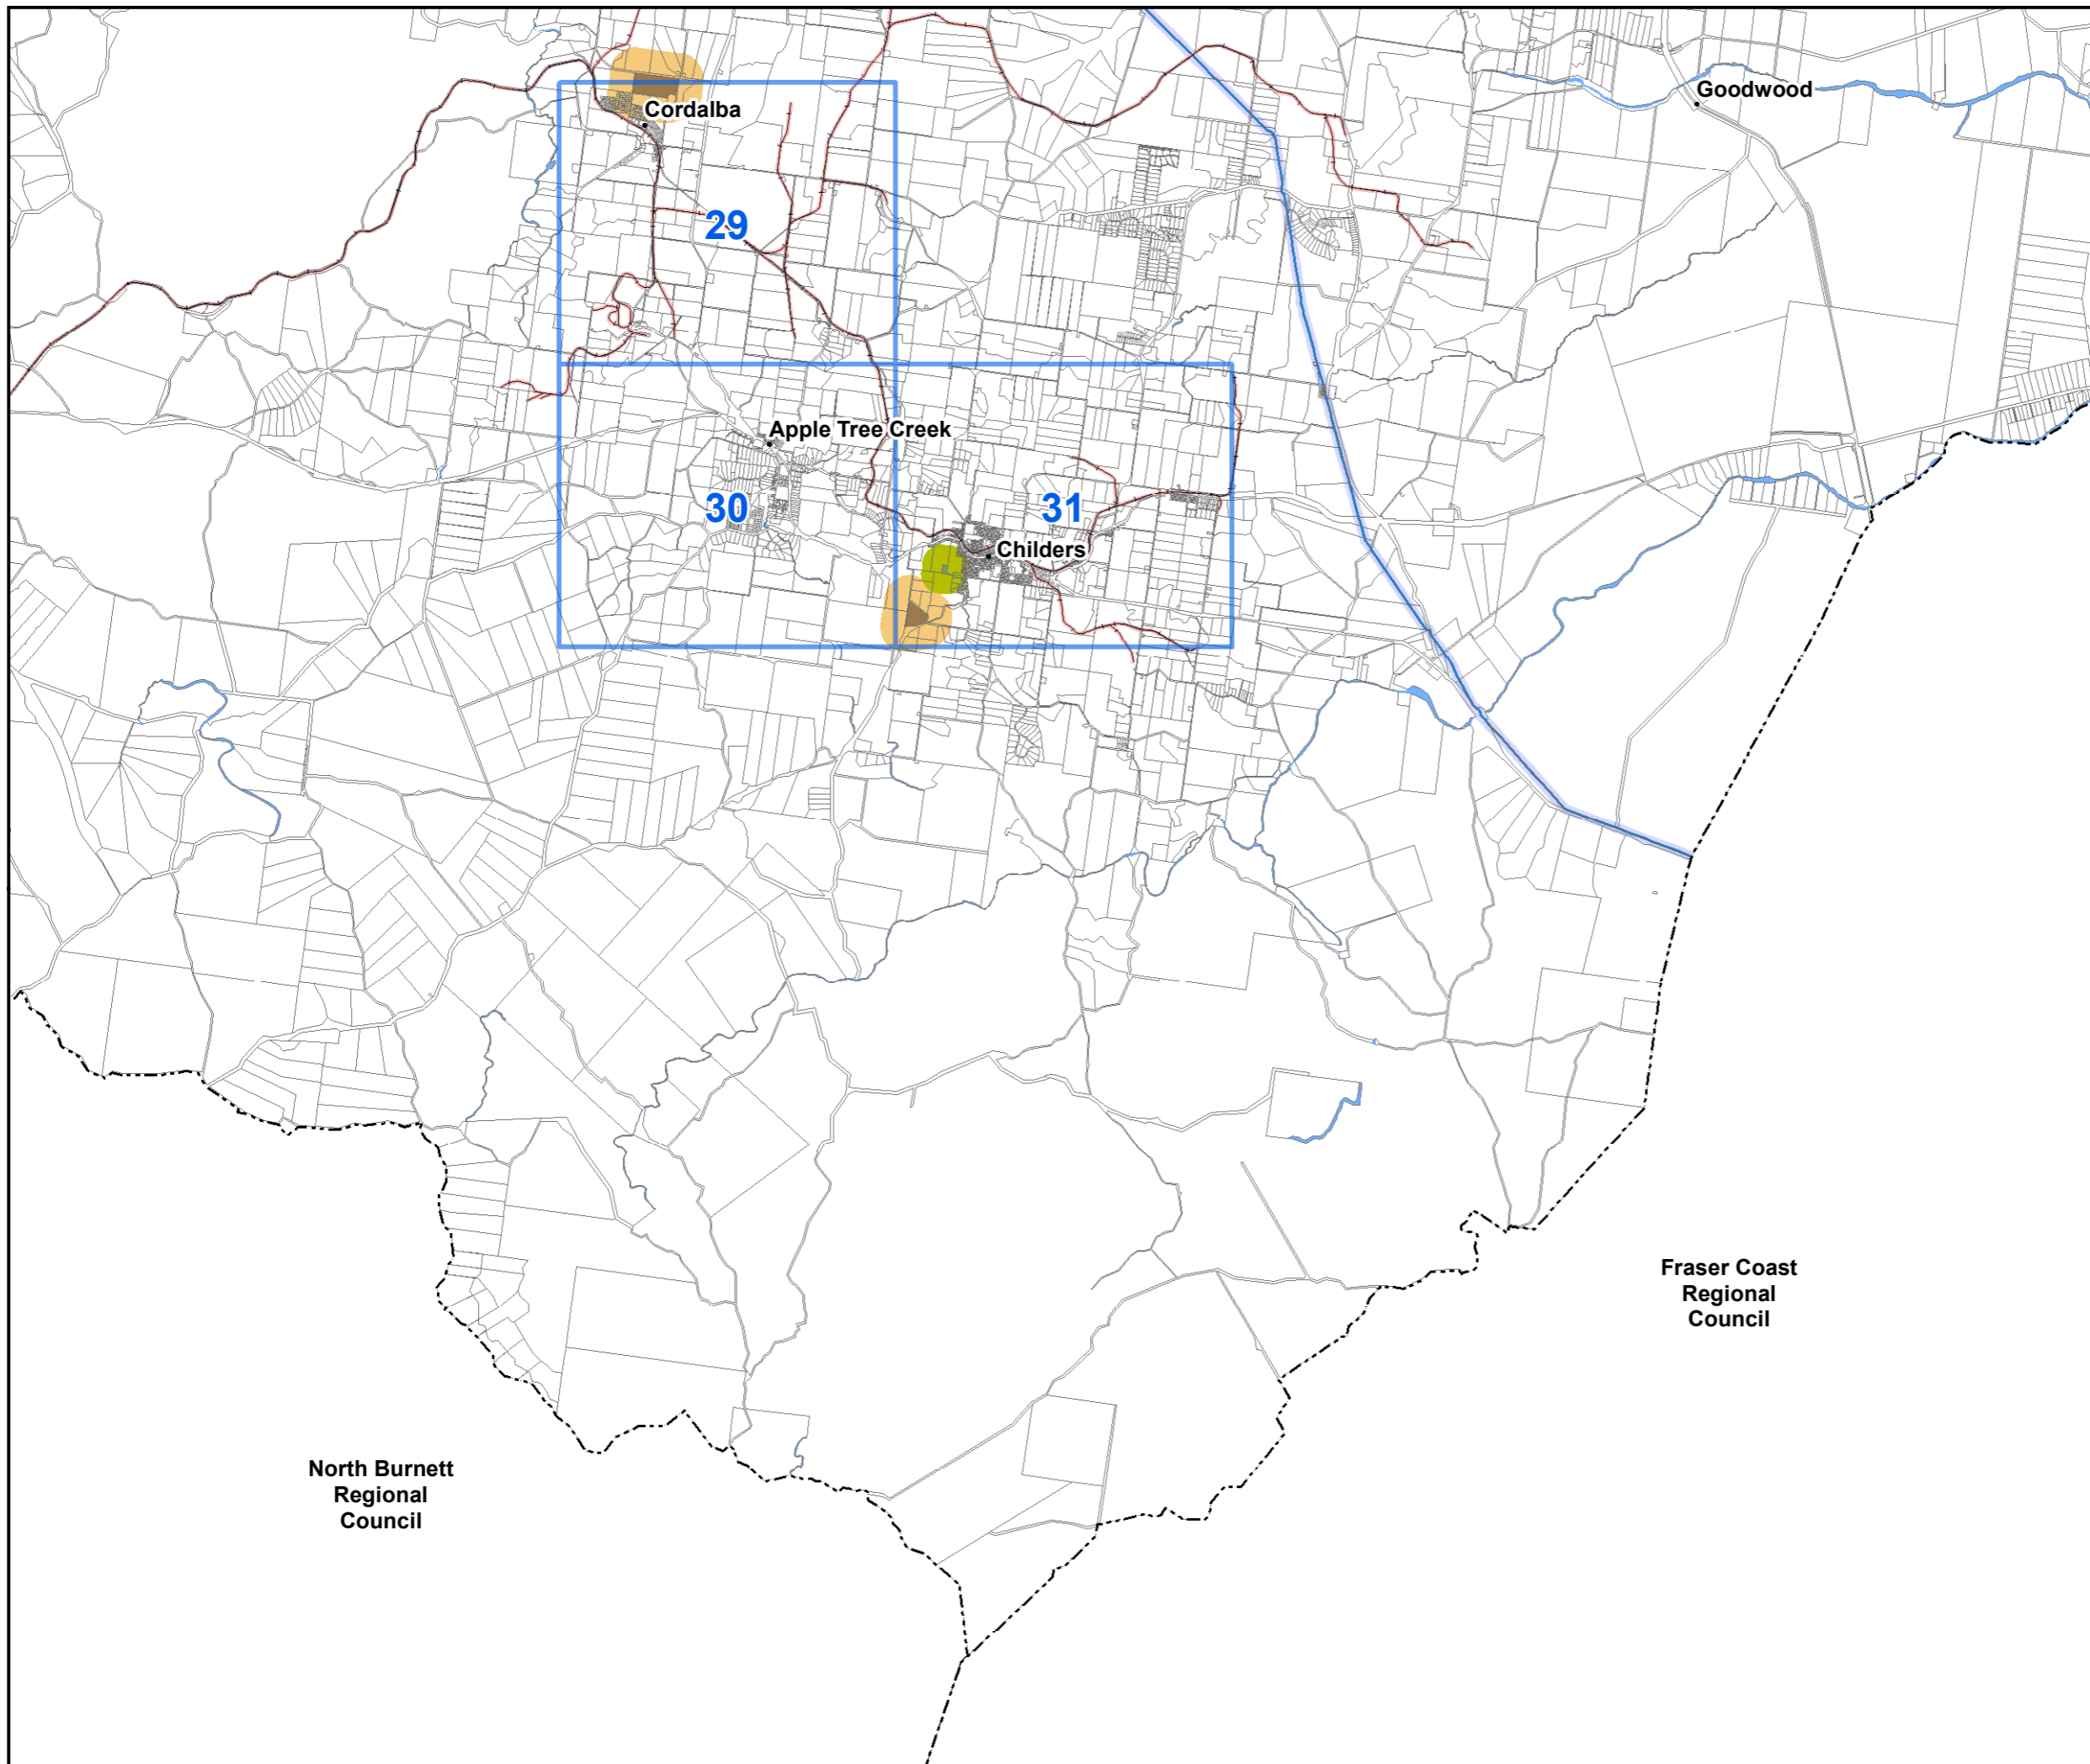 Goodwood
Cordalba
29
Apple Tree Creek
30
31
Childers
Fraser Coast
Regional
Council
North Burnett
Regional
Council